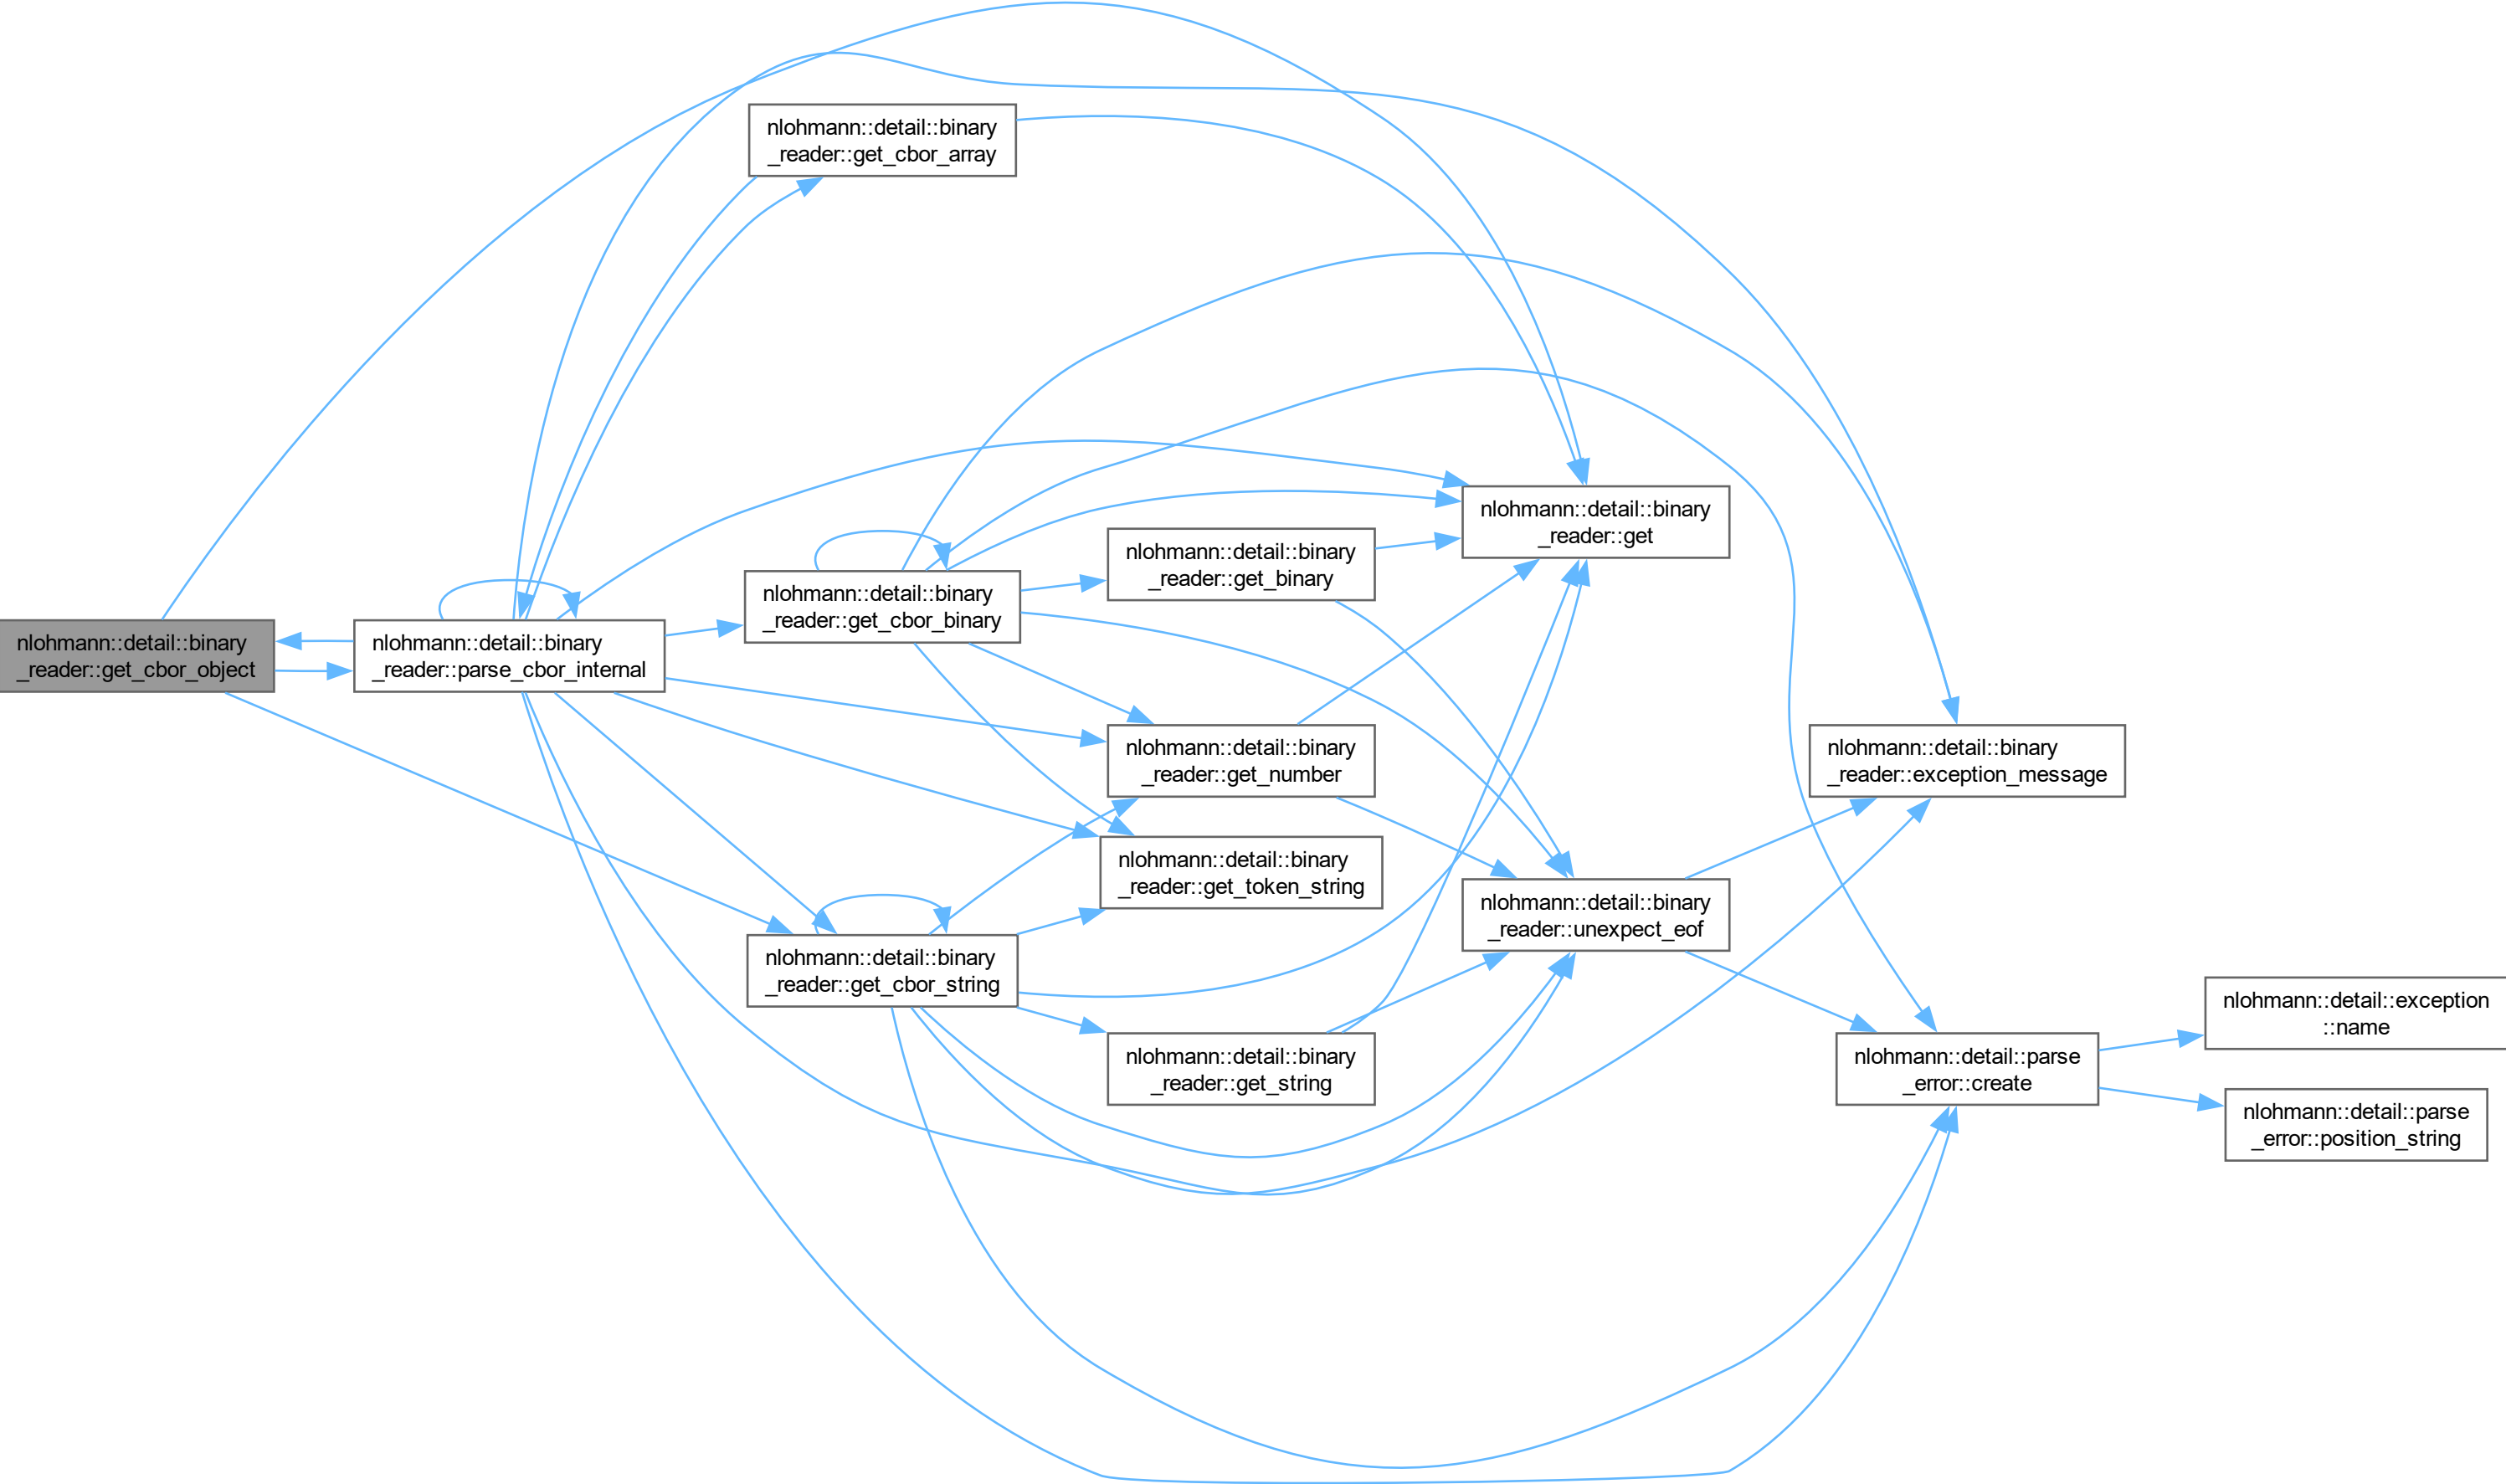 nlohmann::detail::binary
_reader::get_cbor_object
nlohmann::detail::binary
_reader::parse_cbor_internal
nlohmann::detail::binary
_reader::get_cbor_array
nlohmann::detail::binary
_reader::get_cbor_binary
nlohmann::detail::binary
_reader::get_cbor_string
nlohmann::detail::binary
_reader::get_binary
nlohmann::detail::binary
_reader::get_number
nlohmann::detail::binary
_reader::get_token_string
nlohmann::detail::binary
_reader::get_string
nlohmann::detail::binary
_reader::get
nlohmann::detail::binary
_reader::unexpect_eof
nlohmann::detail::binary
_reader::exception_message
nlohmann::detail::parse
_error::create
nlohmann::detail::exception
::name
nlohmann::detail::parse
_error::position_string